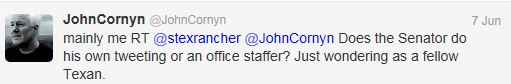 JohnCornyn @JohnCornyn 7 Jun
mainly me RT @stexrancher @JohnCornyn Does the Senator do
his own tweeting or an office staffer? Just wondering as a fellow
Texan.